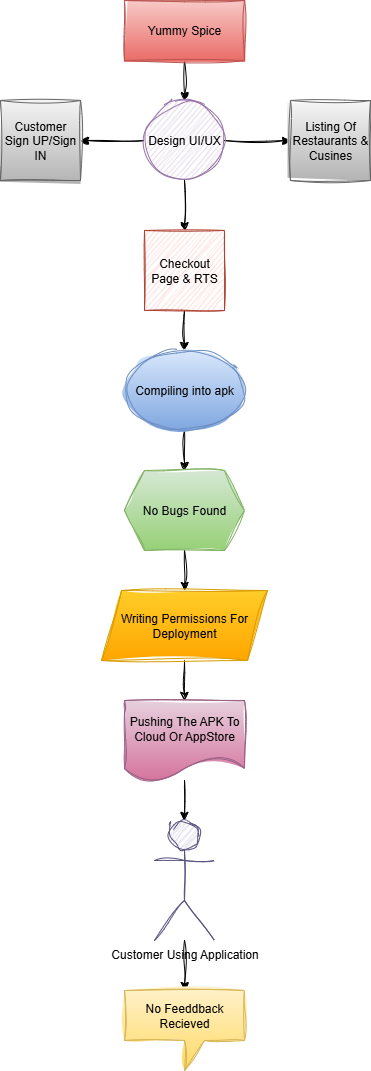 Yummy Spice
Customer
Sign UP/Sign
IN
Design UI/UX
Listing Of
Restaurants &
Cusines
Checkout
Page & RTS
Compiling into apk
No Bugs Found
Writing Permissions For
Deployment
Pushing The APK To
Cloud Or AppStore
Customer Using Application
No Feeddback
Recieved